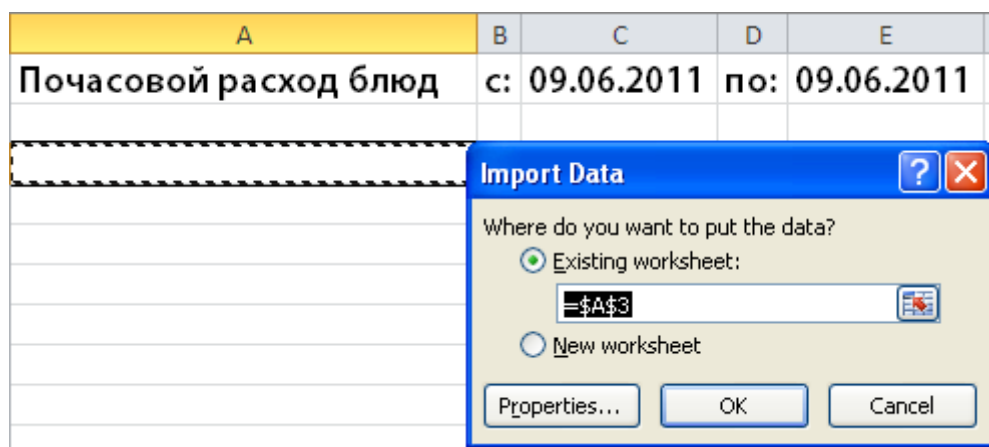 A B C D E
Почасовой расход блюд с: 09.06.2011 по: 09.06.2011
Import Data
Where do you want to put the data?
Existing worksheet:
=$A$3
New worksheet
Properties... OK Cancel